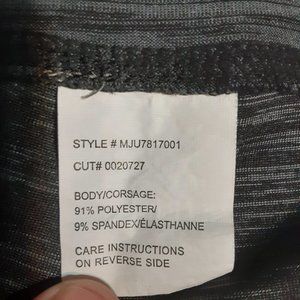 STYLE # MJU7817001
CUT# 0020727
BODY/CORSAGE:
91% POLYESTER/
9% SPANDEX/ÉLASTHANNE
CARE INSTRUCTIONS
ON REVERSE SIDE